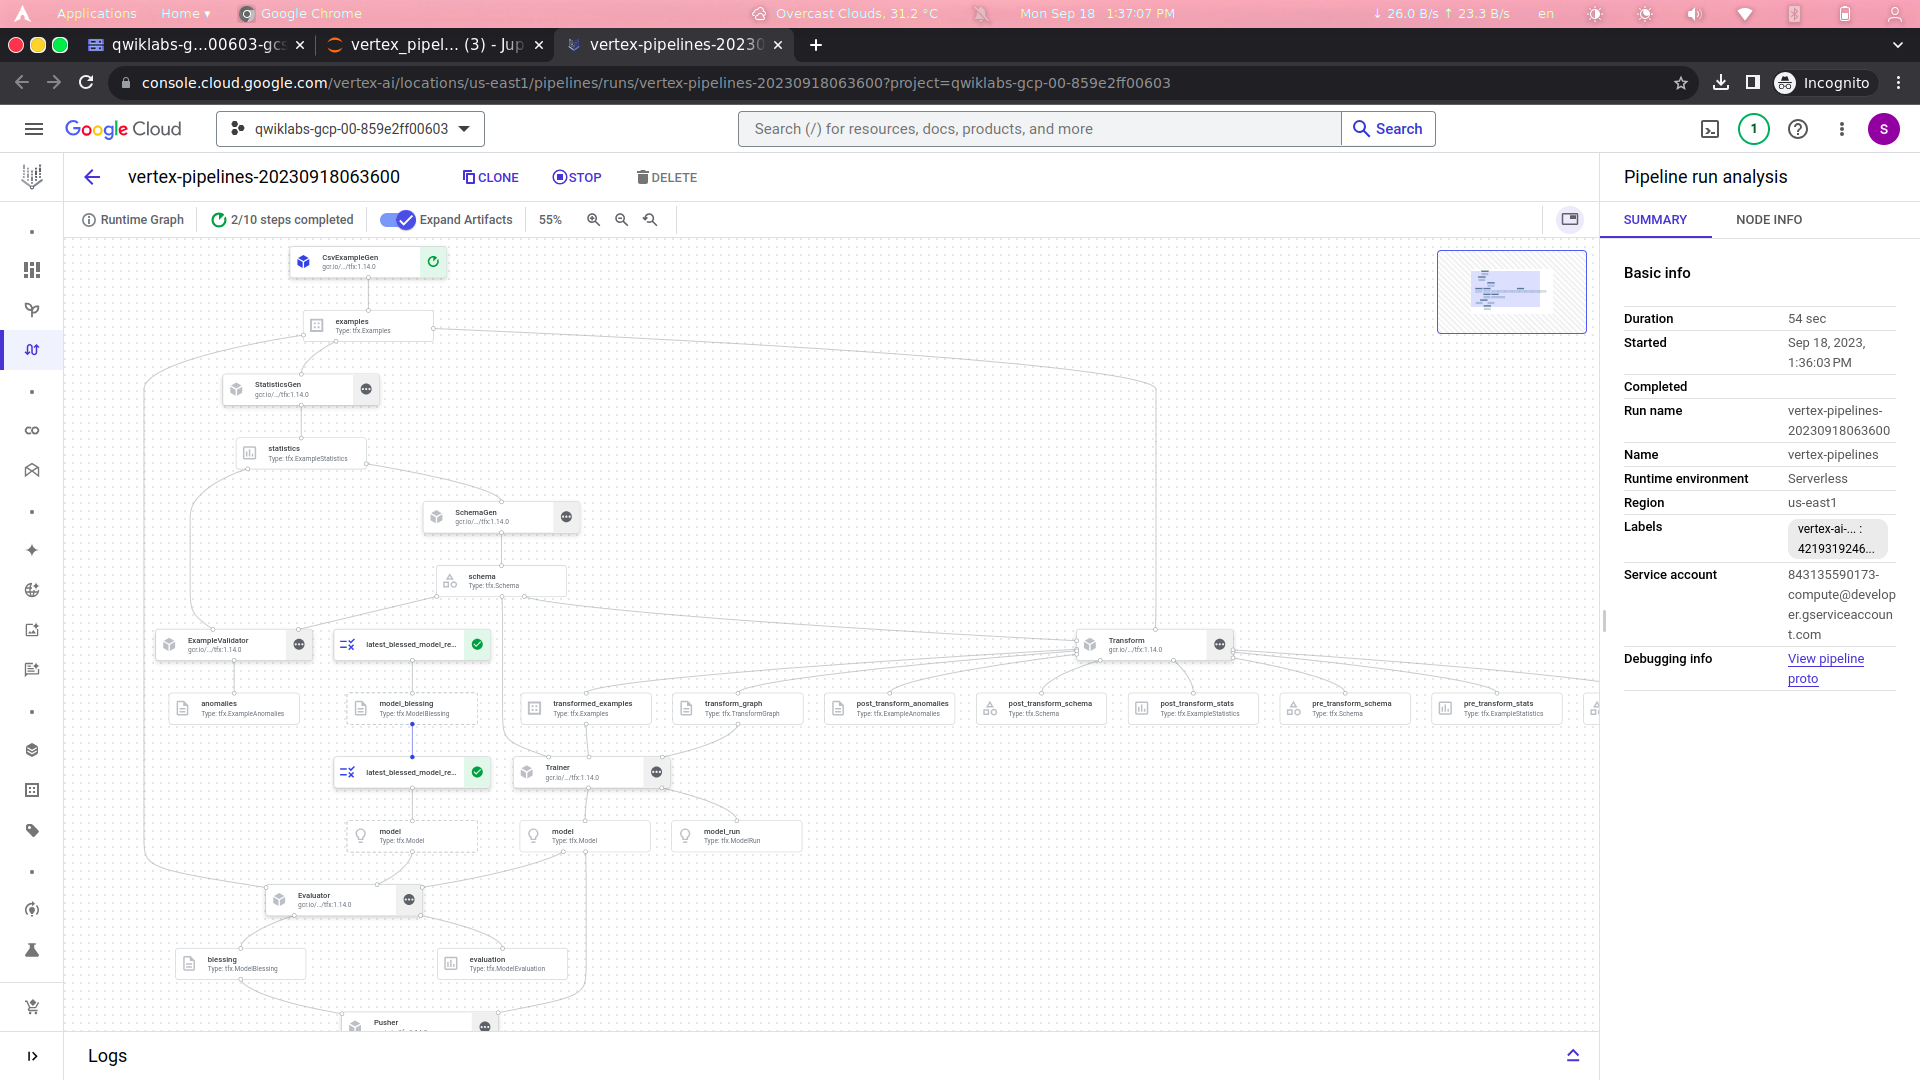 Applications Home ▾ Google Chrome Overcast Clouds, 31.2 °C Mon Sep 18 1:37:07 PM ↓ 26.0 B/s ↑ 23.3 B/s en
qwiklabs-g...00603-gcs vertex_pipel... (3) - Jup vertex-pipelines-20230
console.cloud.google.com/vertex-ai/locations/us-east1/pipelines/runs/vertex-pipelines-20230918063600?project=qwiklabs-gcp-00-859e2ff00603 Incognito
Google Cloud qwiklabs-gcp-00-859e2ff00603 Search (/) for resources, docs, products, and more Search 1 S
vertex-pipelines-20230918063600 CLONE STOP DELETE
Runtime Graph 2/10 steps completed Expand Artifacts 55%
CsvExampleGen
gcr.io/.../tfx:1.14.0
examples
Type: tfx.Examples
StatisticsGen
gcr.io/.../tfx:1.14.0
statistics
Type: tfx.ExampleStatistics
SchemaGen
gcr.io/.../tfx:1.14.0
schema
Type: tfx.Schema
ExampleValidator
gcr.io/.../tfx:1.14.0
latest_blessed_model_re...
Transform
gcr.io/.../tfx:1.14.0
anomalies
Type: tfx.ExampleAnomalies
model_blessing
Type: tfx.ModelBlessing
transformed_examples
Type: tfx.Examples
transform_graph
Type: tfx.TransformGraph
post_transform_anomalies
Type: tfx.ExampleAnomalies
post_transform_schema
Type: tfx.Schema
post_transform_stats
Type: tfx.ExampleStatistics
pre_transform_schema
Type: tfx.Schema
pre_transform_stats
Type: tfx.ExampleStatistics
latest_blessed_model_re...
Trainer
gcr.io/.../tfx:1.14.0
model
Type: tfx.Model
model
Type: tfx.Model
model_run
Type: tfx.ModelRun
Evaluator
gcr.io/.../tfx:1.14.0
blessing
Type: tfx.ModelBlessing
evaluation
Type: tfx.ModelEvaluation
Pusher
Logs
Pipeline run analysis
SUMMARY NODE INFO
Basic info
Duration 54 sec
Started Sep 18, 2023,
1:36:03 PM
Completed
Run name vertex-pipelines-
20230918063600
Name vertex-pipelines
Runtime environment Serverless
Region us-east1
Labels vertex-ai-... :
4219319246...
Service account 843135590173-
compute@develop
er.gserviceaccoun
t.com
Debugging info View pipeline
proto